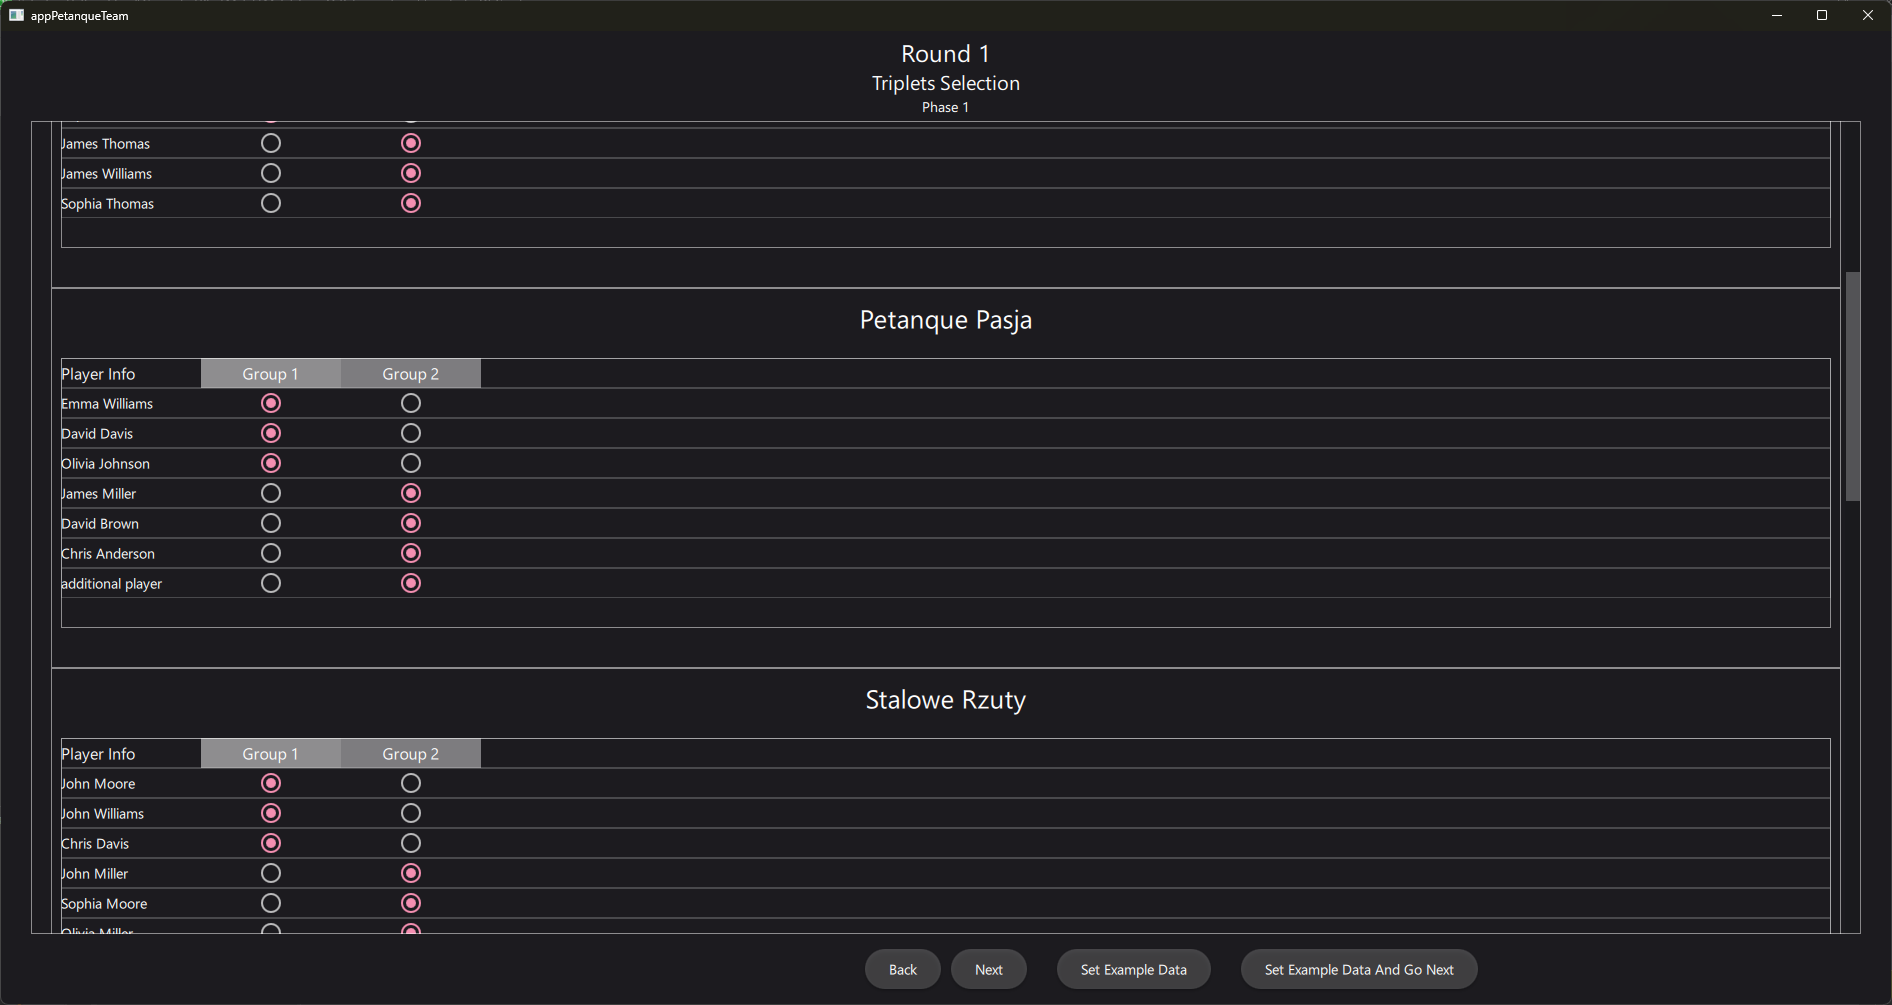 appPetanqueTeam
Round 1
Triplets Selection
Phase 1
James Thomas
James Williams
Sophia Thomas
Petanque Pasja
Player Info Group 1 Group 2
Emma Williams
David Davis
Olivia Johnson
James Miller
David Brown
Chris Anderson
additional player
Stalowe Rzuty
Player Info Group 1 Group 2
John Moore
John Williams
Chris Davis
John Miller
Sophia Moore
Olivia Miller
Back Next Set Example Data Set Example Data And Go Next